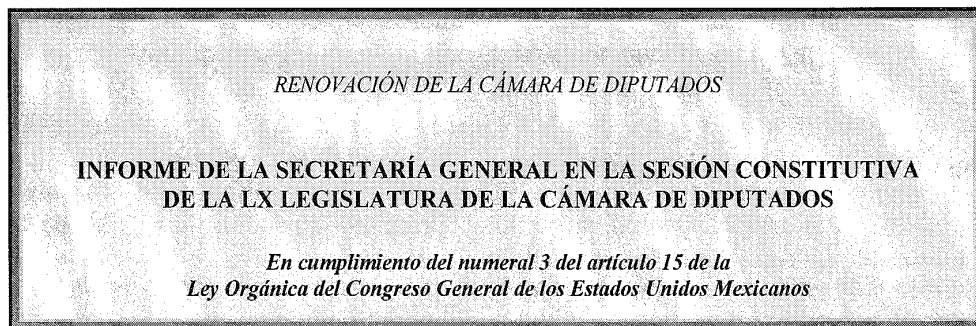 RENOVACIÓN DE LA CÁMARA DE DIPUTADOS
INFORME DE LA SECRETARÍA GENERAL EN LA SESIÓN CONSTITUTIVA
DE LA LX LEGISLATURA DE LA CÁMARA DE DIPUTADOS
En cumplimiento del numeral 3 del artículo 15 de la
Ley Orgánica del Congreso General de los Estados Unidos Mexicanos